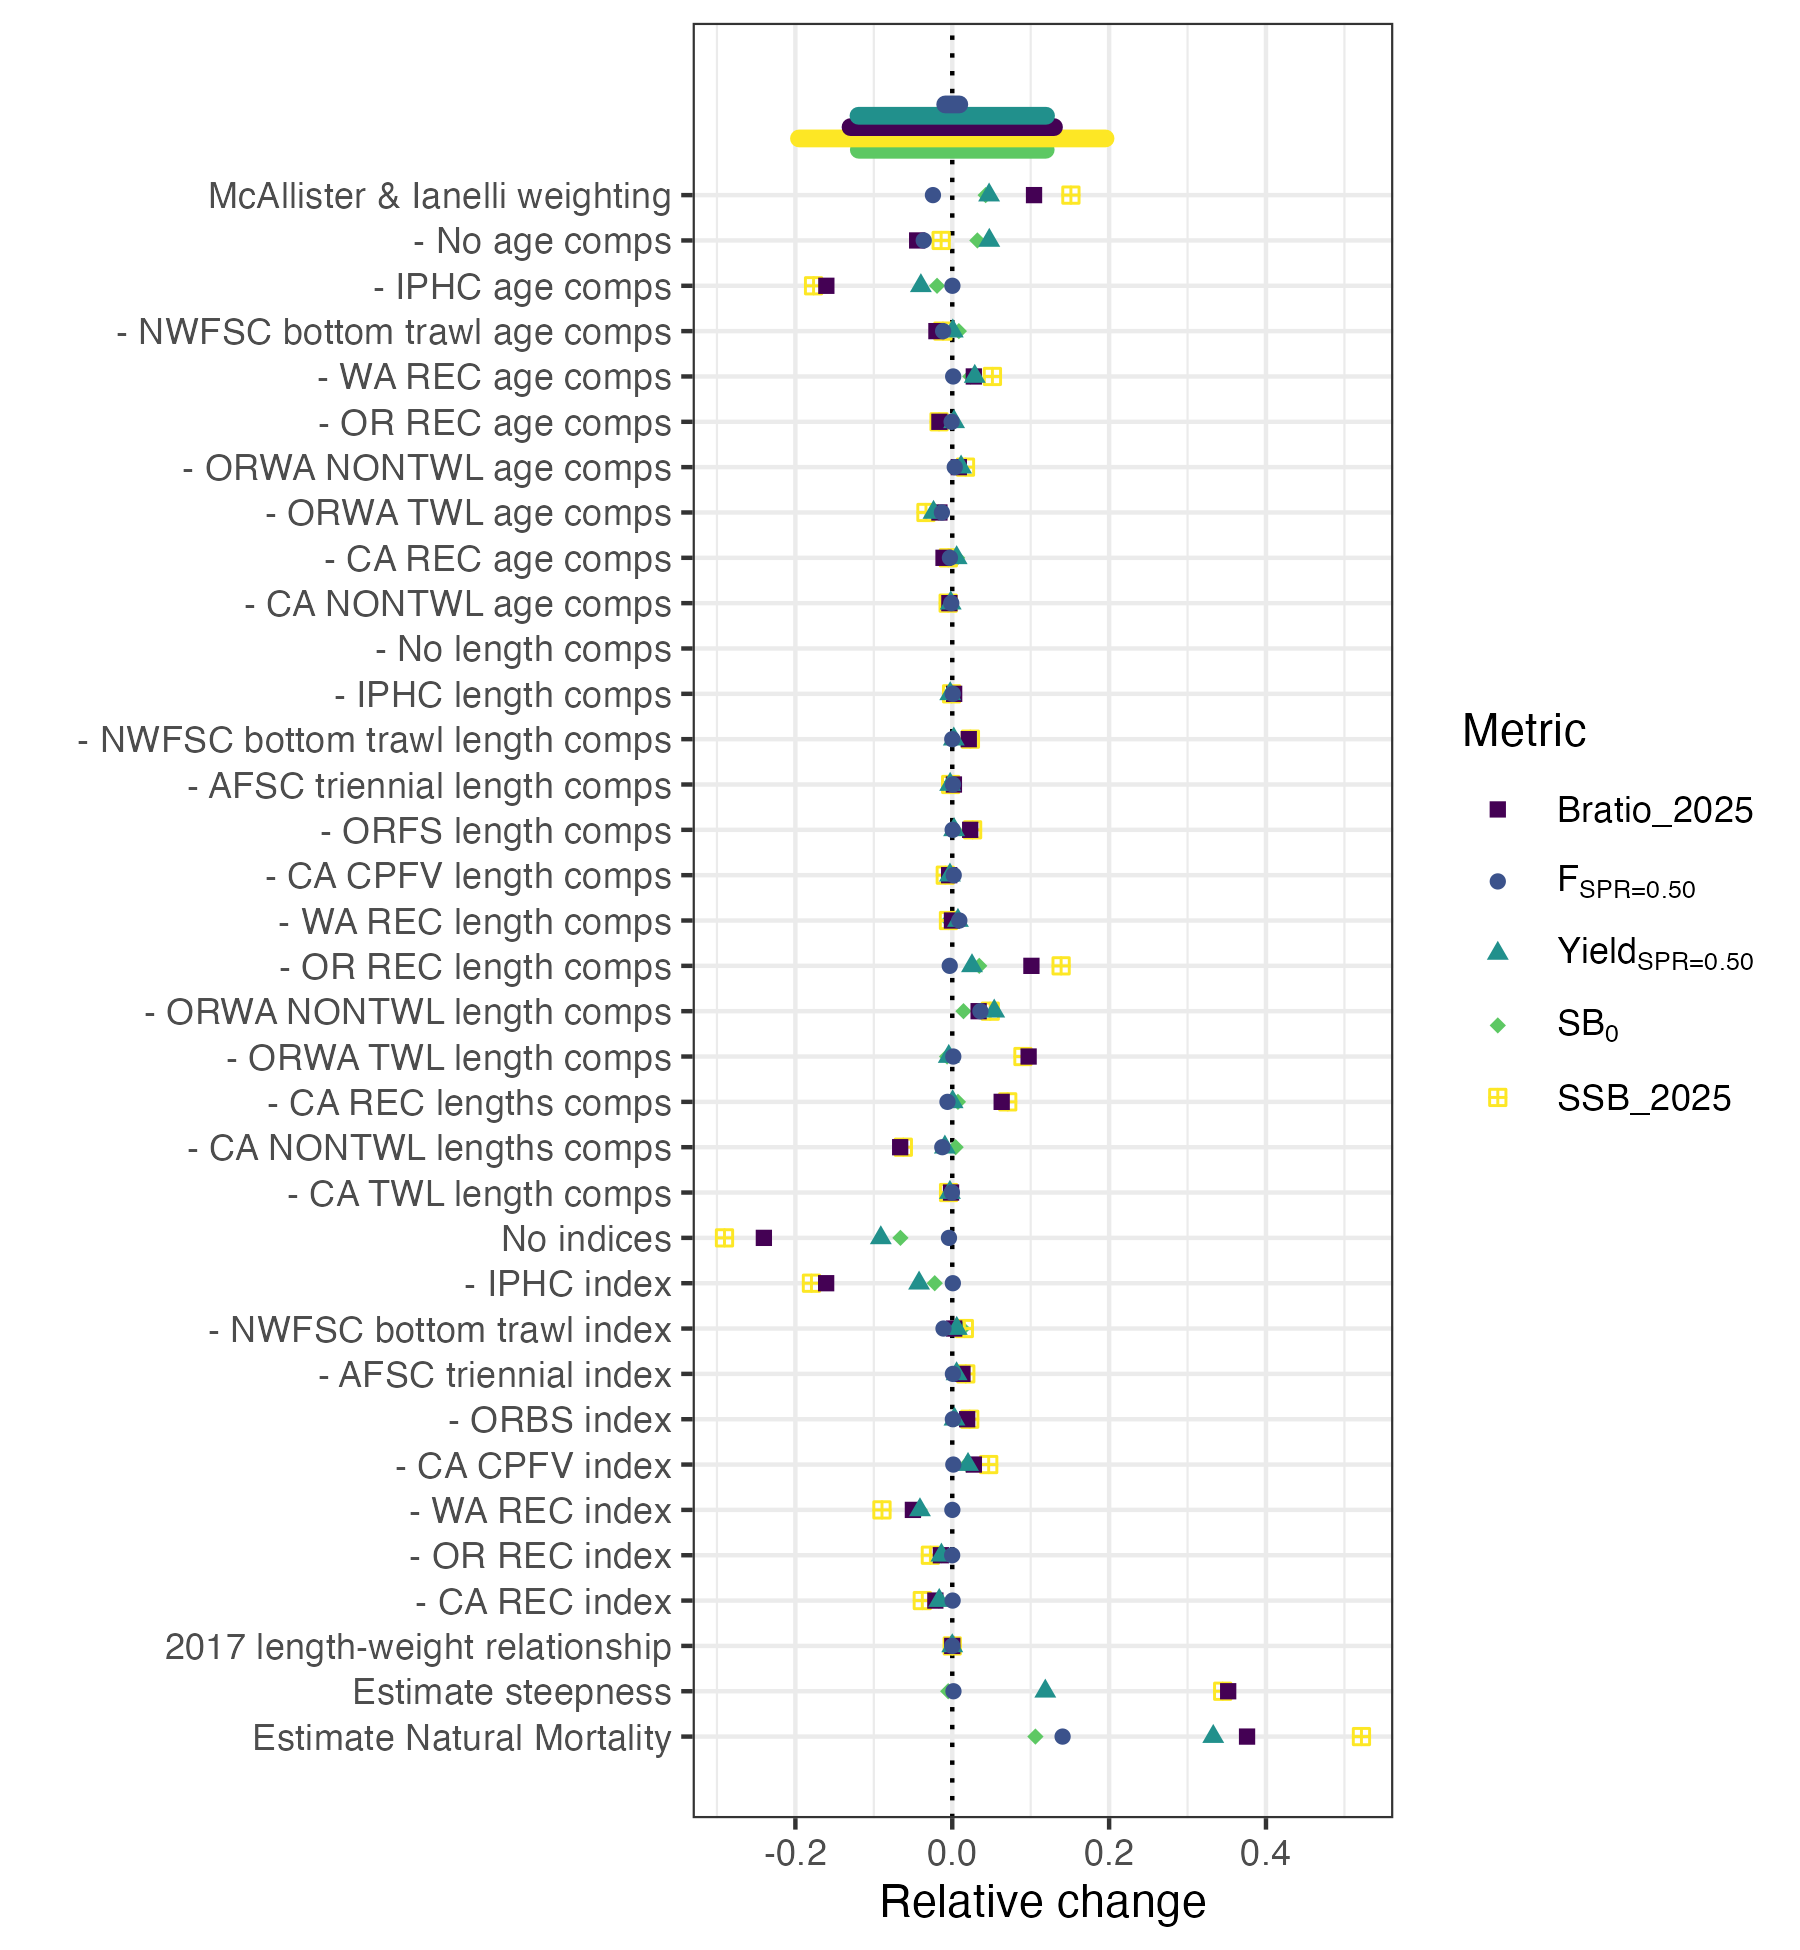 McAllister & Ianelli weighting
- No age comps
- IPHC age comps
- NWFSC bottom trawl age comps
- WA REC age comps
- OR REC age comps
- ORWA NONTWL age comps
- ORWA TWL age comps
- CA REC age comps
- CA NONTWL age comps
- No length comps
- IPHC length comps
- NWFSC bottom trawl length comps
- AFSC triennial length comps
- ORFS length comps
- CA CPFV length comps
- WA REC length comps
- OR REC length comps
- ORWA NONTWL length comps
- ORWA TWL length comps
- CA REC lengths comps
- CA NONTWL lengths comps
- CA TWL length comps
No indices
- IPHC index
- NWFSC bottom trawl index
- AFSC triennial index
- ORBS index
- CA CPFV index
- WA REC index
- OR REC index
- CA REC index
2017 length-weight relationship
Estimate steepness
Estimate Natural Mortality
-0.2 0.0 0.2 0.4
Relative change
Metric
Bratio_2025
F SPR=0.50
Yield SPR=0.50
SB0
SSB_2025